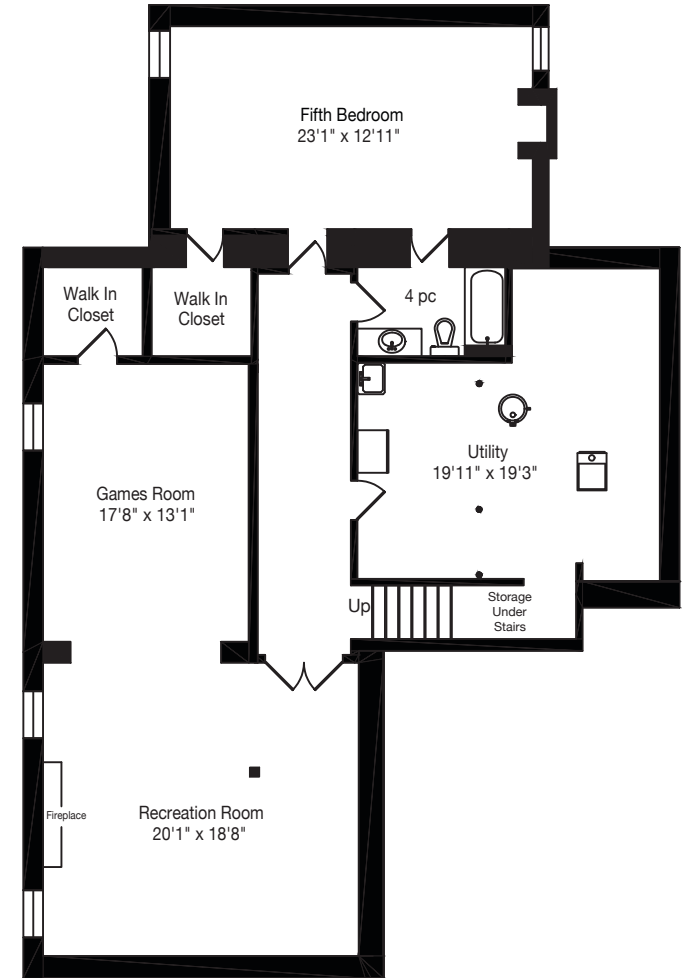 Fifth Bedroom
23'1" x 12'11"
Walk In
Closet
Walk In
Closet
4 pc
Utility
19'11" x 19'3"
Games Room
17'8" x 13'1"
Up
Storage
Under
Stairs
Fireplace
Recreation Room
20'1" x 18'8"